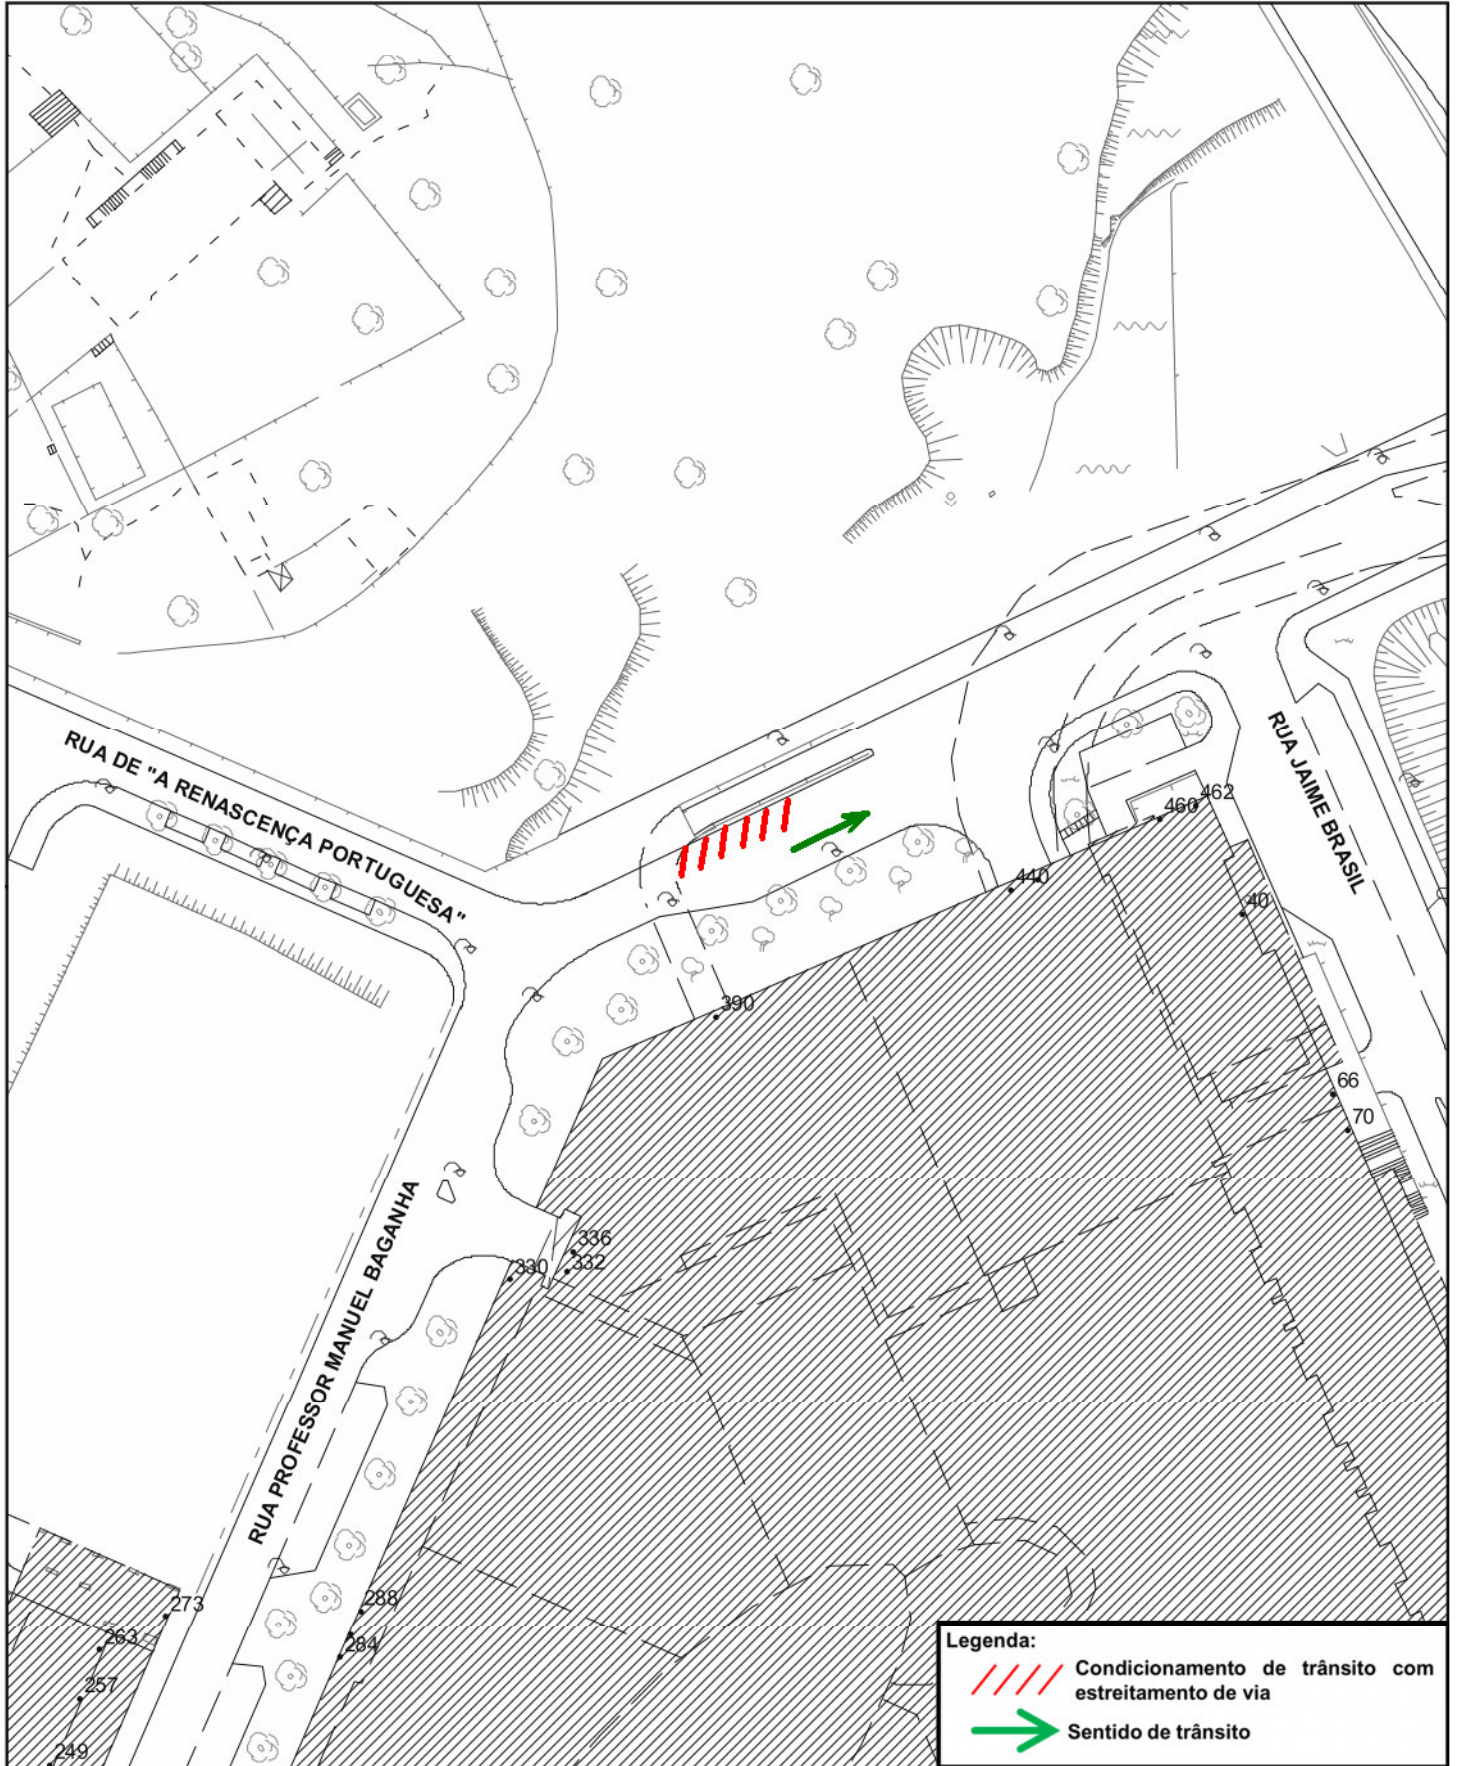 RUA DE "A RENASCENÇA PORTUGUESA"
RUA JAIME BRASIL
462
460
440
40
390
66
70
RUA PROFESSOR MANUEL BAGANHA
336
332
330
288
284
273
263
257
249
Legenda:
Condicionamento de trânsito com
estreitamento de via
Sentido de trânsito